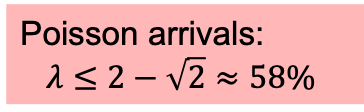 Poisson arrivals:
λ ≤ 2 − √2 ≈ 58%